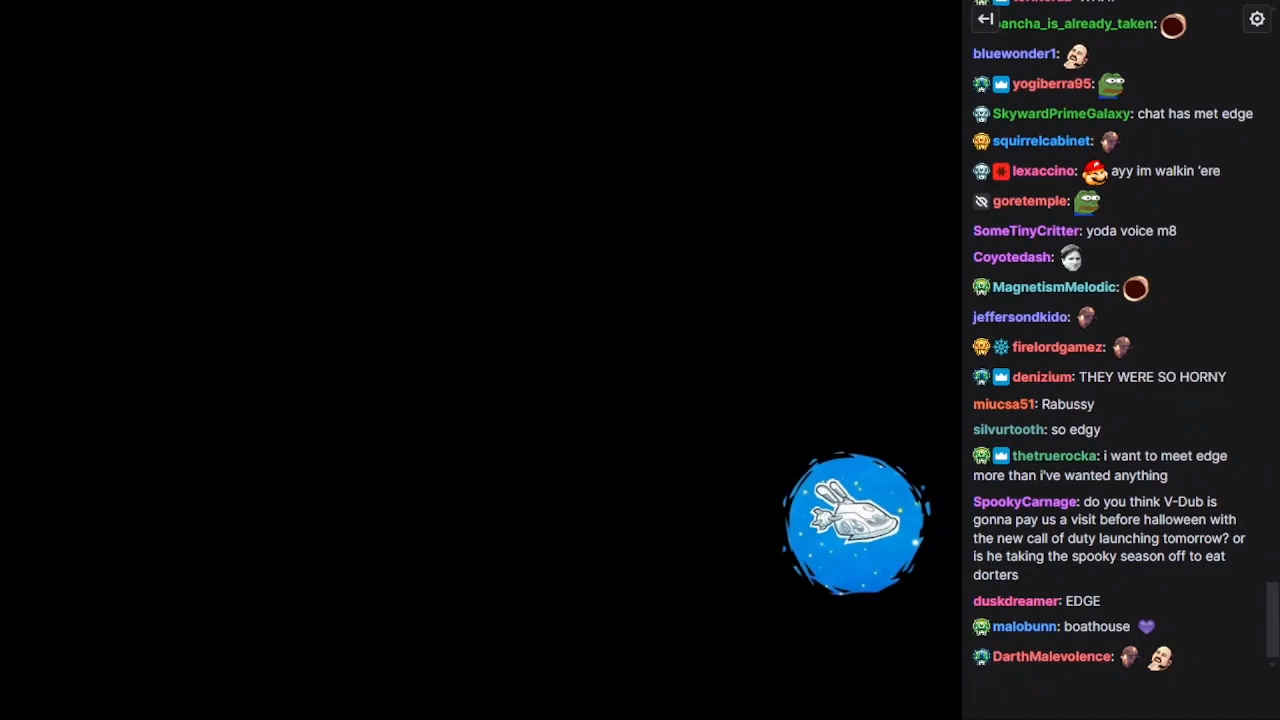 ancha_is_already_taken:
bluewonder1:
yogiberra95:
SkywardPrimeGalaxy: chat has met edge
squirrelcabinet:
lexaccino: ayy im walkin 'ere
goretemple:
SomeTinyCritter: yoda voice m8
Coyotedash:
MagnetismMelodic:
jeffersondkido:
firelordgamez:
denizium: THEY WERE SO HORNY
miucsa51: Rabussy
silvurtooth: so edgy
thetruerocka: i want to meet edge
more than i've wanted anything
SpookyCarnage: do you think V-Dub is
gonna pay us a visit before halloween with
the new call of duty launching tomorrow? or
is he taking the spooky season off to eat
dorters
duskdreamer: EDGE
malobunn: boathouse
DarthMalevolence: